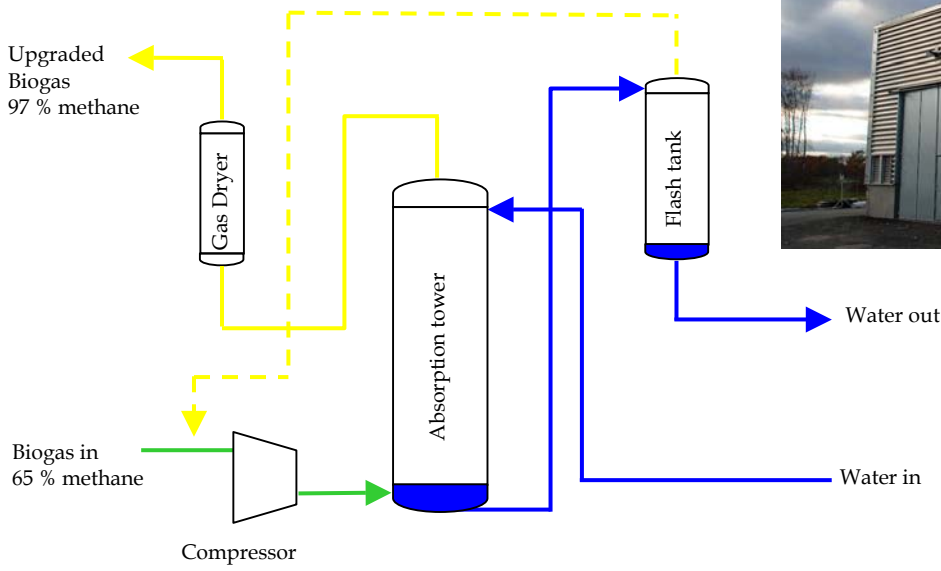 Upgraded
Biogas
97 % methane
Gas Dryer
Absorption tower
Flash tank
Water out
Biogas in
65 % methane
Water in
Compressor